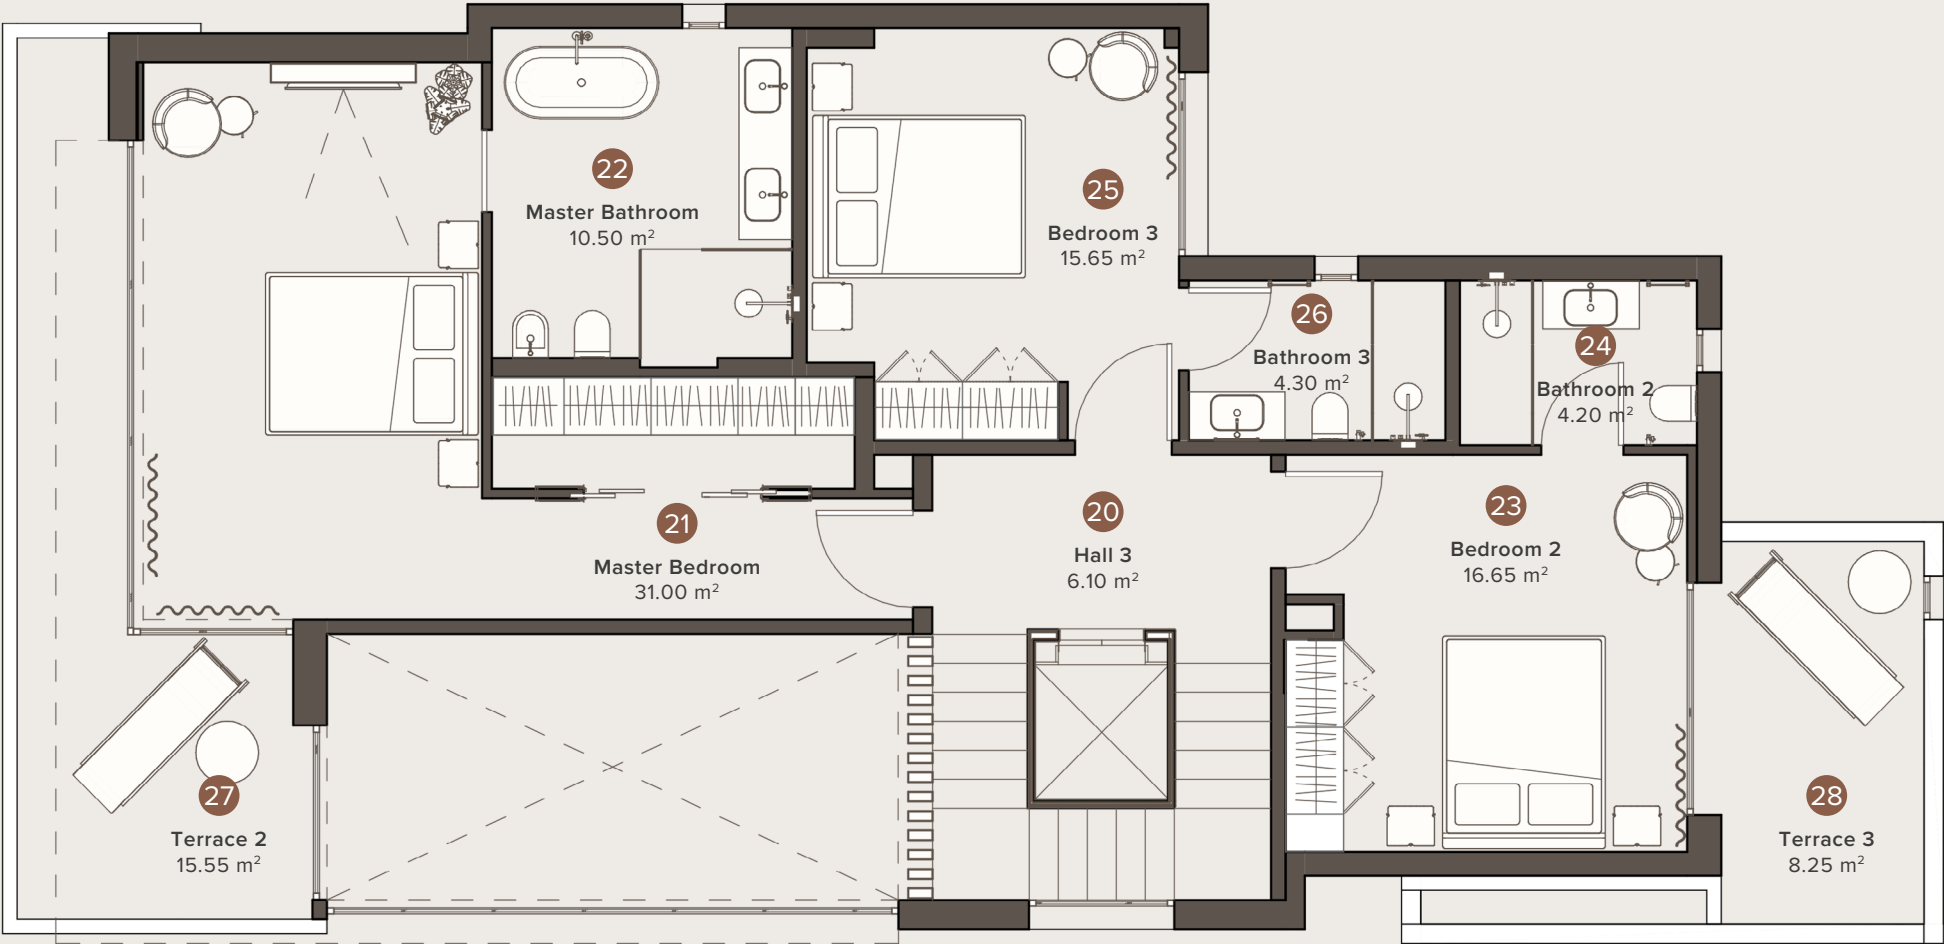 22
Master Bathroom
10.50 m²
25
Bedroom 3
15.65 m²
26
Bathroom 3
4.30 m²
24
Bathroom 2
4.20 m²
21
Master Bedroom
31.00 m²
20
Hall 3
6.10 m²
23
Bedroom 2
16.65 m²
27
Terrace 2
15.55 m²
28
Terrace 3
8.25 m²